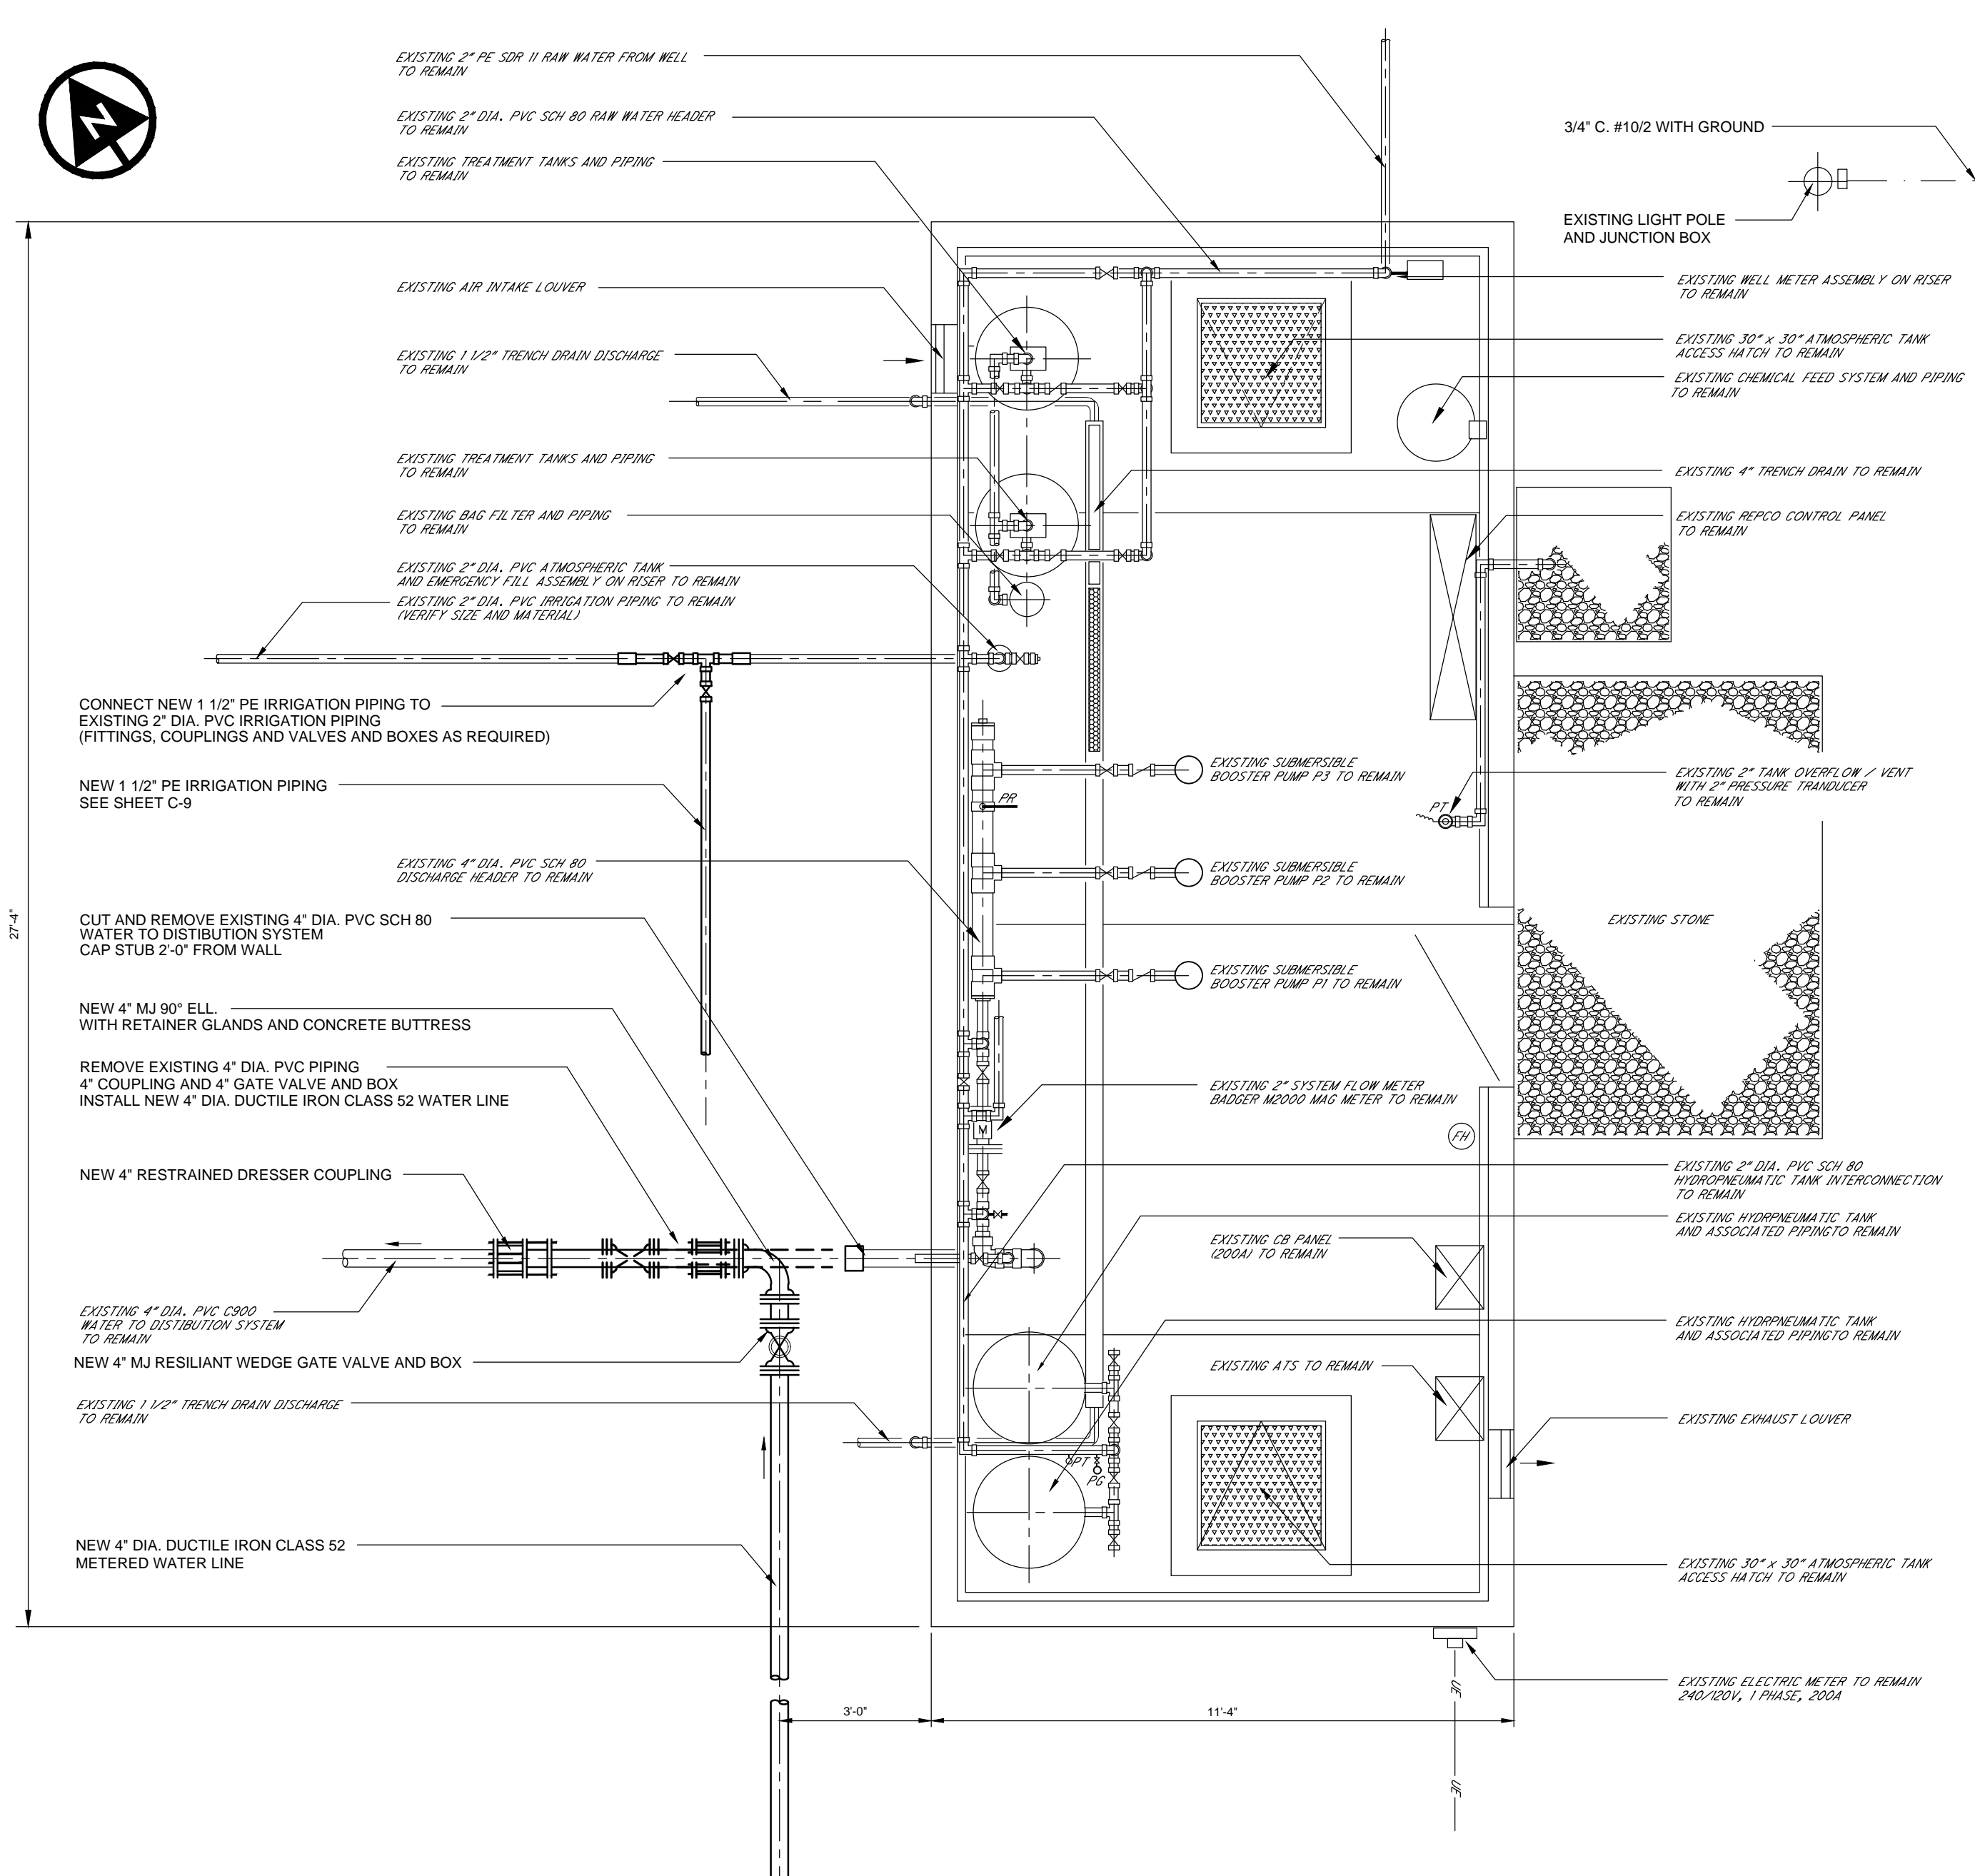 N
EXISTING 2" PE SDR 11 RAW WATER FROM WELL
TO REMAIN
EXISTING 2" DIA. PVC SCH 80 RAW WATER HEADER
TO REMAIN
EXISTING TREATMENT TANKS AND PIPING
TO REMAIN
3/4" C. #10/2 WITH GROUND
EXISTING LIGHT POLE
AND JUNCTION BOX
EXISTING AIR INTAKE LOUVER
EXISTING 1 1/2" TRENCH DRAIN DISCHARGE
TO REMAIN
EXISTING TREATMENT TANKS AND PIPING
TO REMAIN
EXISTING BAG FILTER AND PIPING
TO REMAIN
EXISTING 2" DIA. PVC ATMOSPHERIC TANK
AND EMERGENCY FILL ASSEMBLY ON RISER TO REMAIN
EXISTING 2" DIA. PVC IRRIGATION PIPING TO REMAIN
(VERIFY SIZE AND MATERIAL)
EXISTING WELL METER ASSEMBLY ON RISER
TO REMAIN
EXISTING 30" x 30" ATMOSPHERIC TANK
ACCESS HATCH TO REMAIN
EXISTING CHEMICAL FEED SYSTEM AND PIPING
TO REMAIN
EXISTING 4" TRENCH DRAIN TO REMAIN
EXISTING REPCO CONTROL PANEL
TO REMAIN
CONNECT NEW 1 1/2" PE IRRIGATION PIPING TO
EXISTING 2" DIA. PVC IRRIGATION PIPING
(FITTINGS, COUPLINGS AND VALVES AND BOXES AS REQUIRED)
NEW 1 1/2" PE IRRIGATION PIPING
SEE SHEET C-9
EXISTING 4" DIA. PVC SCH 80
DISCHARGE HEADER TO REMAIN
CUT AND REMOVE EXISTING 4" DIA. PVC SCH 80
WATER TO DISTIBUTION SYSTEM
CAP STUB 2'-0" FROM WALL
NEW 4" MJ 90° ELL.
WITH RETAINER GLANDS AND CONCRETE BUTTRESS
REMOVE EXISTING 4" DIA. PVC PIPING
4" COUPLING AND 4" GATE VALVE AND BOX
INSTALL NEW 4" DIA. DUCTILE IRON CLASS 52 WATER LINE
NEW 4" RESTRAINED DRESSER COUPLING
EXISTING 4" DIA. PVC C900
WATER TO DISTIBUTION SYSTEM
TO REMAIN
NEW 4" MJ RESILIANT WEDGE GATE VALVE AND BOX
EXISTING 1 1/2" TRENCH DRAIN DISCHARGE
TO REMAIN
NEW 4" DIA. DUCTILE IRON CLASS 52
METERED WATER LINE
27'-4"
EXISTING SUBMERSIBLE
BOOSTER PUMP P3 TO REMAIN
PR
EXISTING SUBMERSIBLE
BOOSTER PUMP P2 TO REMAIN
EXISTING SUBMERSIBLE
BOOSTER PUMP P1 TO REMAIN
PT
EXISTING 2" TANK OVERFLOW / VENT
WITH 2" PRESSURE TRANDUCER
TO REMAIN
EXISTING STONE
EXISTING 2" SYSTEM FLOW METER
BADGER M2000 MAG METER TO REMAIN
M
FH
EXISTING 2" DIA. PVC SCH 80
HYDROPNEUMATIC TANK INTERCONNECTION
TO REMAIN
EXISTING HYDRPNEUMATIC TANK
AND ASSOCIATED PIPINGTO REMAIN
EXISTING CB PANEL
(200A) TO REMAIN
EXISTING HYDRPNEUMATIC TANK
AND ASSOCIATED PIPINGTO REMAIN
EXISTING ATS TO REMAIN
EXISTING EXHAUST LOUVER
PT
PG
EXISTING 30" x 30" ATMOSPHERIC TANK
ACCESS HATCH TO REMAIN
EXISTING ELECTRIC METER TO REMAIN
240/120V, 1 PHASE, 200A
UE
UE
3'-0"
11'-4"